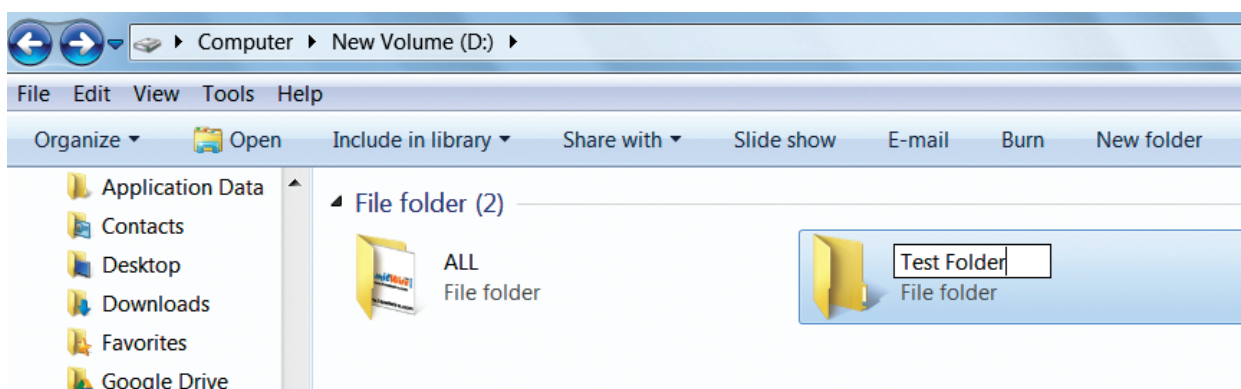 Computer New Volume (D:)
File Edit View Tools Help
Organize Open Include in library Share with Slide show E-mail Burn New folder
Application Data
Contacts
Desktop
Downloads
Favorites
Google Drive
File folder (2)
ALL
File folder
Test Folder
File folder